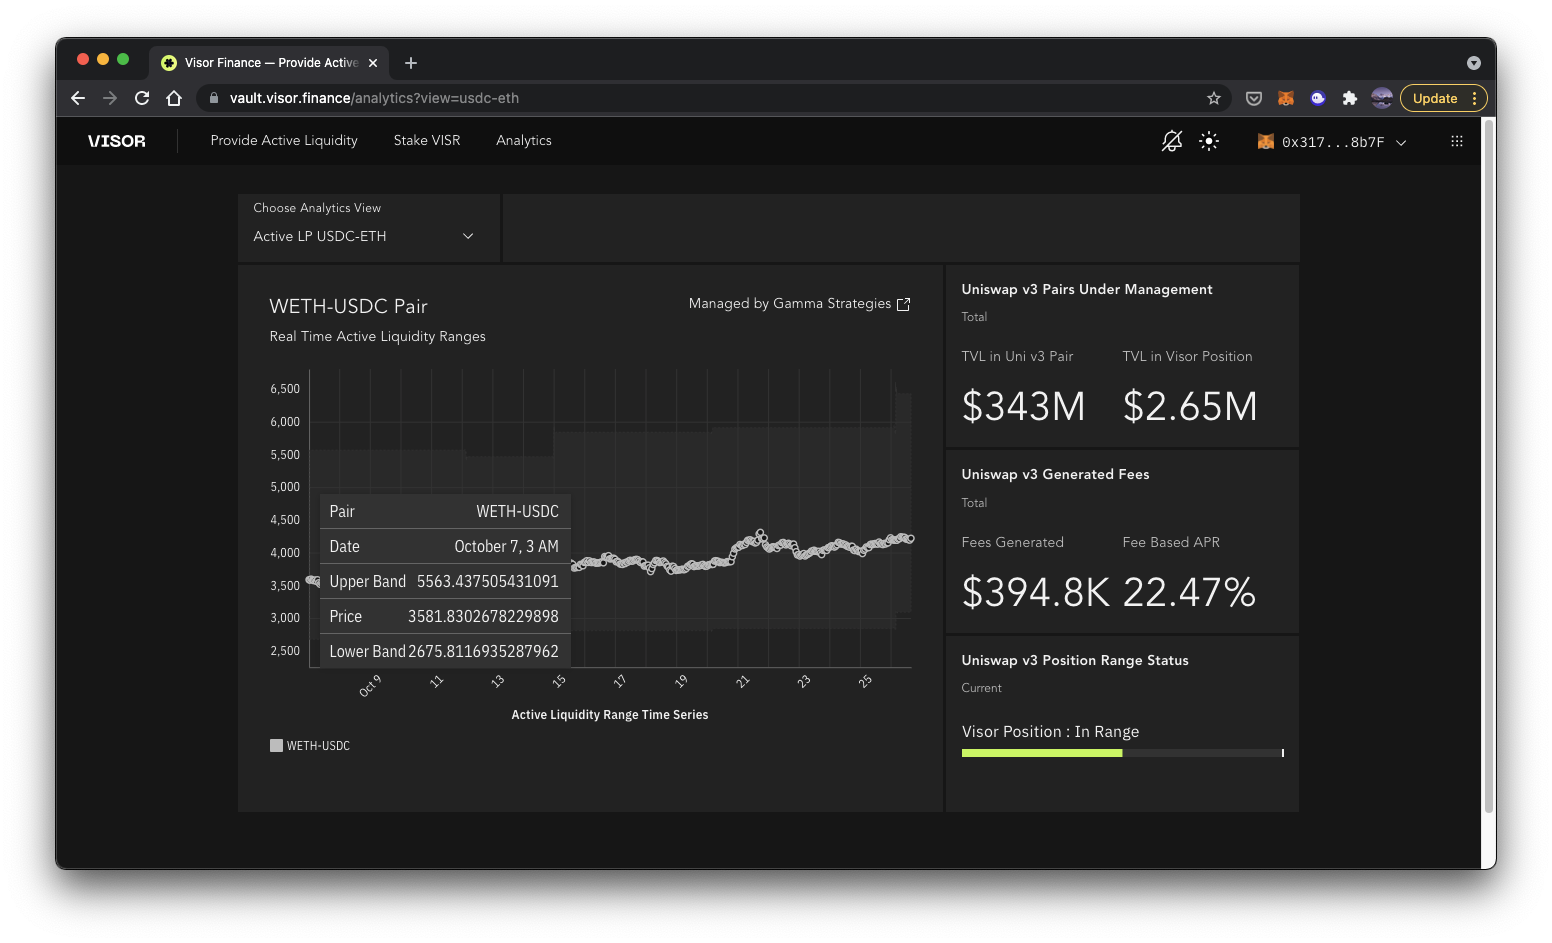 Visor Finance — Provide Active
vault.visor.finance/analytics?view=usdc-eth
Update
VISOR
Provide Active Liquidity
Stake VISR
Analytics
0x317...8b7F
Choose Analytics View
Active LP USDC-ETH
WETH-USDC Pair
Managed by Gamma Strategies
Real Time Active Liquidity Ranges
6,500
6,000
5,500
5,000
4,500
4,000
3,500
3,000
2,500
Pair WETH-USDC
Date October 7, 3 AM
Upper Band 5563.437505431091
Price 3581.8302678229898
Lower Band 2675.8116935287962
Oct 9 11 13 15 17 19 21 23 25
Active Liquidity Range Time Series
WETH-USDC
Uniswap v3 Pairs Under Management
Total
TVL in Uni v3 Pair TVL in Visor Position
$343M $2.65M
Uniswap v3 Generated Fees
Total
Fees Generated Fee Based APR
$394.8K 22.47%
Uniswap v3 Position Range Status
Current
Visor Position : In Range